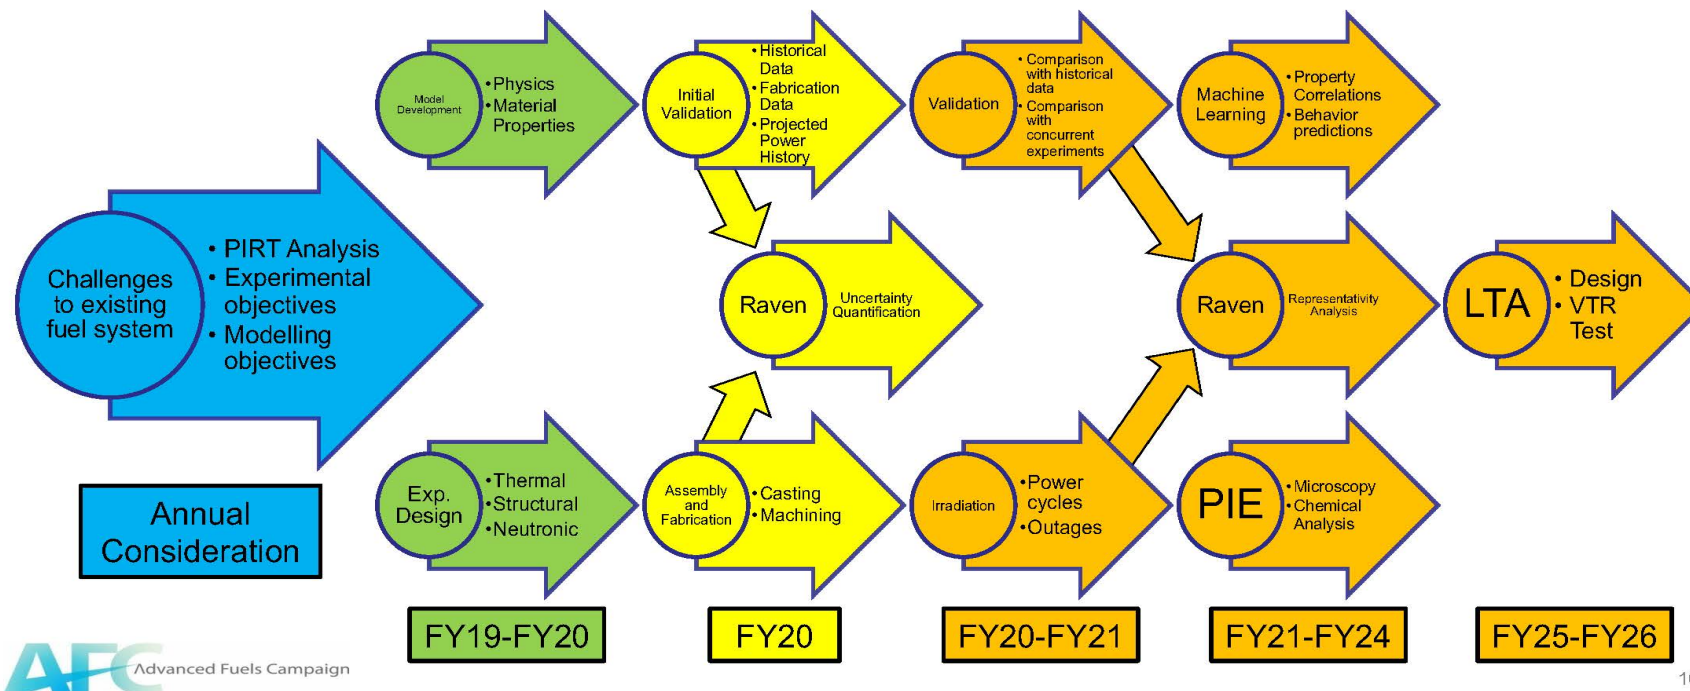 Challenges
to existing
fuel system
• PIRT Analysis
• Experimental
objectives
• Modelling
objectives
Annual
Consideration
Model
Development
• Physics
• Material
Properties
Initial
Validation
• Historical
Data
• Fabrication
Data
• Projected
Power
History
Validation
• Comparison
with historical
data
• Comparison
with
concurrent
experiments
Machine
Learning
• Property
Correlations
• Behavior
predictions
Raven
Uncertainty
Quantification
Raven
Representativity
Analysis
LTA
• Design
• VTR
Test
Exp.
Design
• Thermal
• Structural
• Neutronic
Assembly
and
Fabrication
• Casting
• Machining
Irradiation
• Power
cycles
• Outages
PIE
• Microscopy
• Chemical
Analysis
FY19-FY20
FY20
FY20-FY21
FY21-FY24
FY25-FY26
AFC
Advanced Fuels Campaign